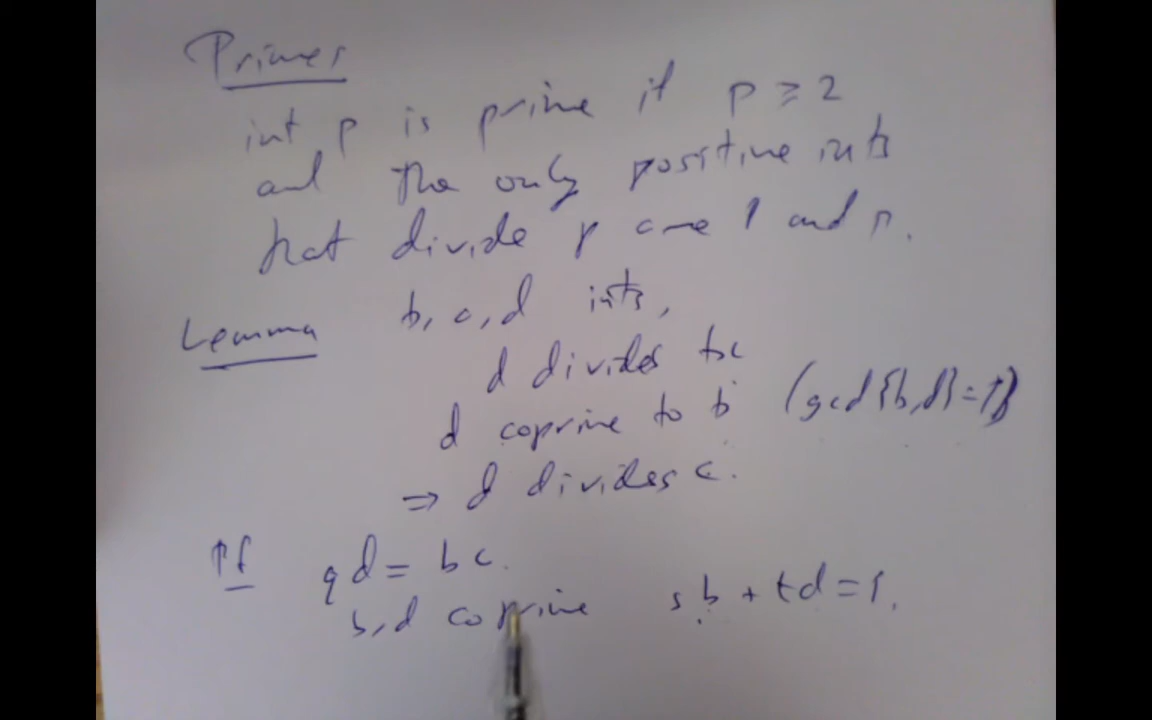 Primes
int p is prime if p ≥ 2
and the only positive ints
that divide p are 1 and p.
Lemma b, c, d ints,
d divides bc
d coprime to b (gcd{b,d}=1)
⇒ d divides c.
Pf qd = bc.
b,d coprime sb + td = 1.